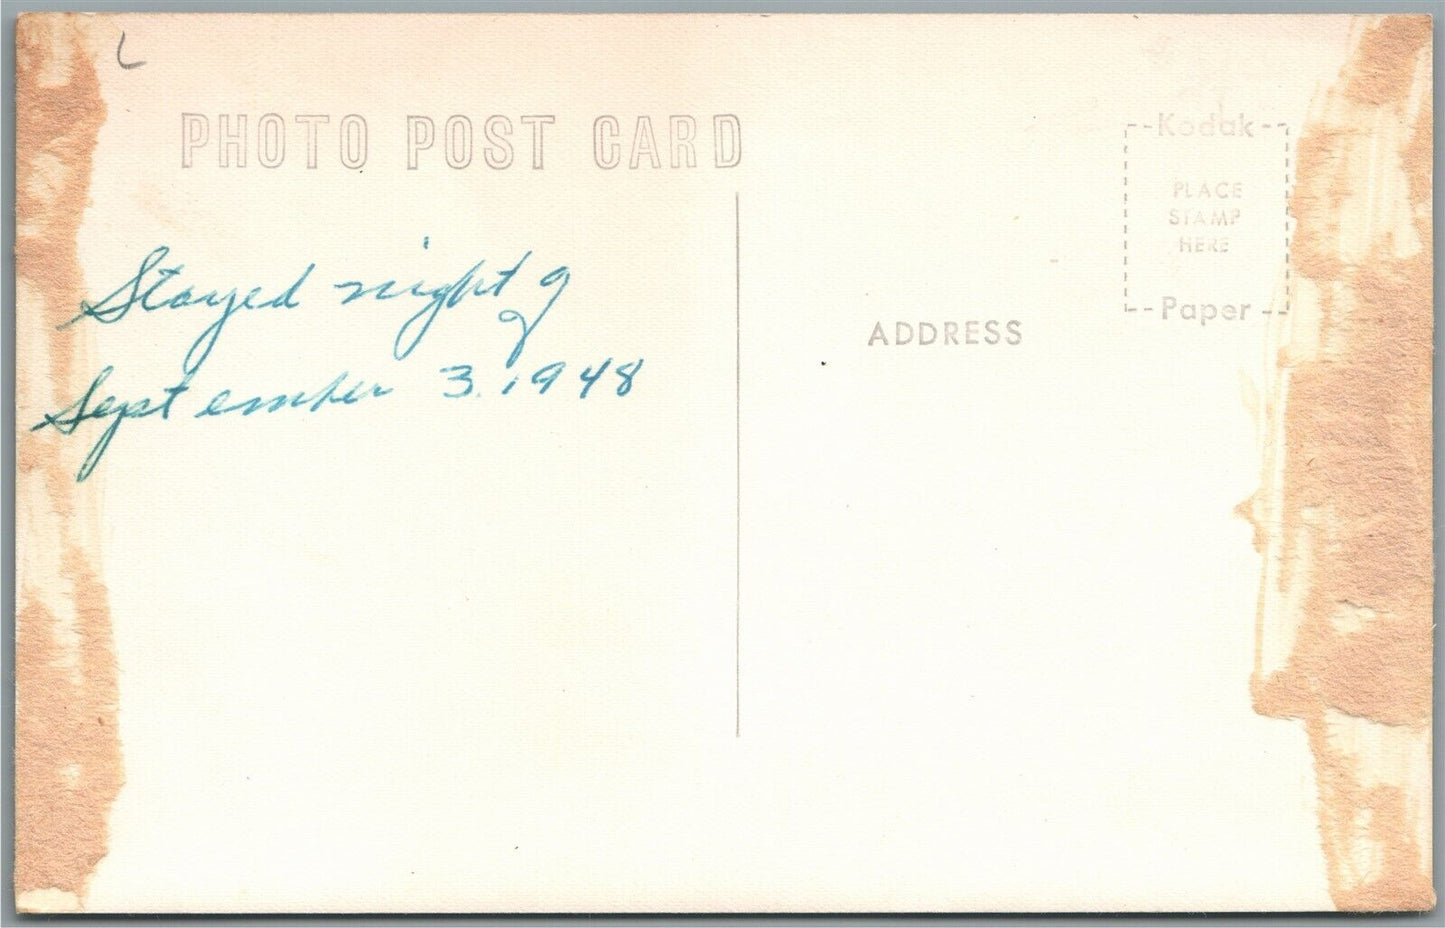 PHOTO POST CARD
Kodak
PLACE
STAMP
HERE
Paper
Stayed night of
September 3, 1948
ADDRESS